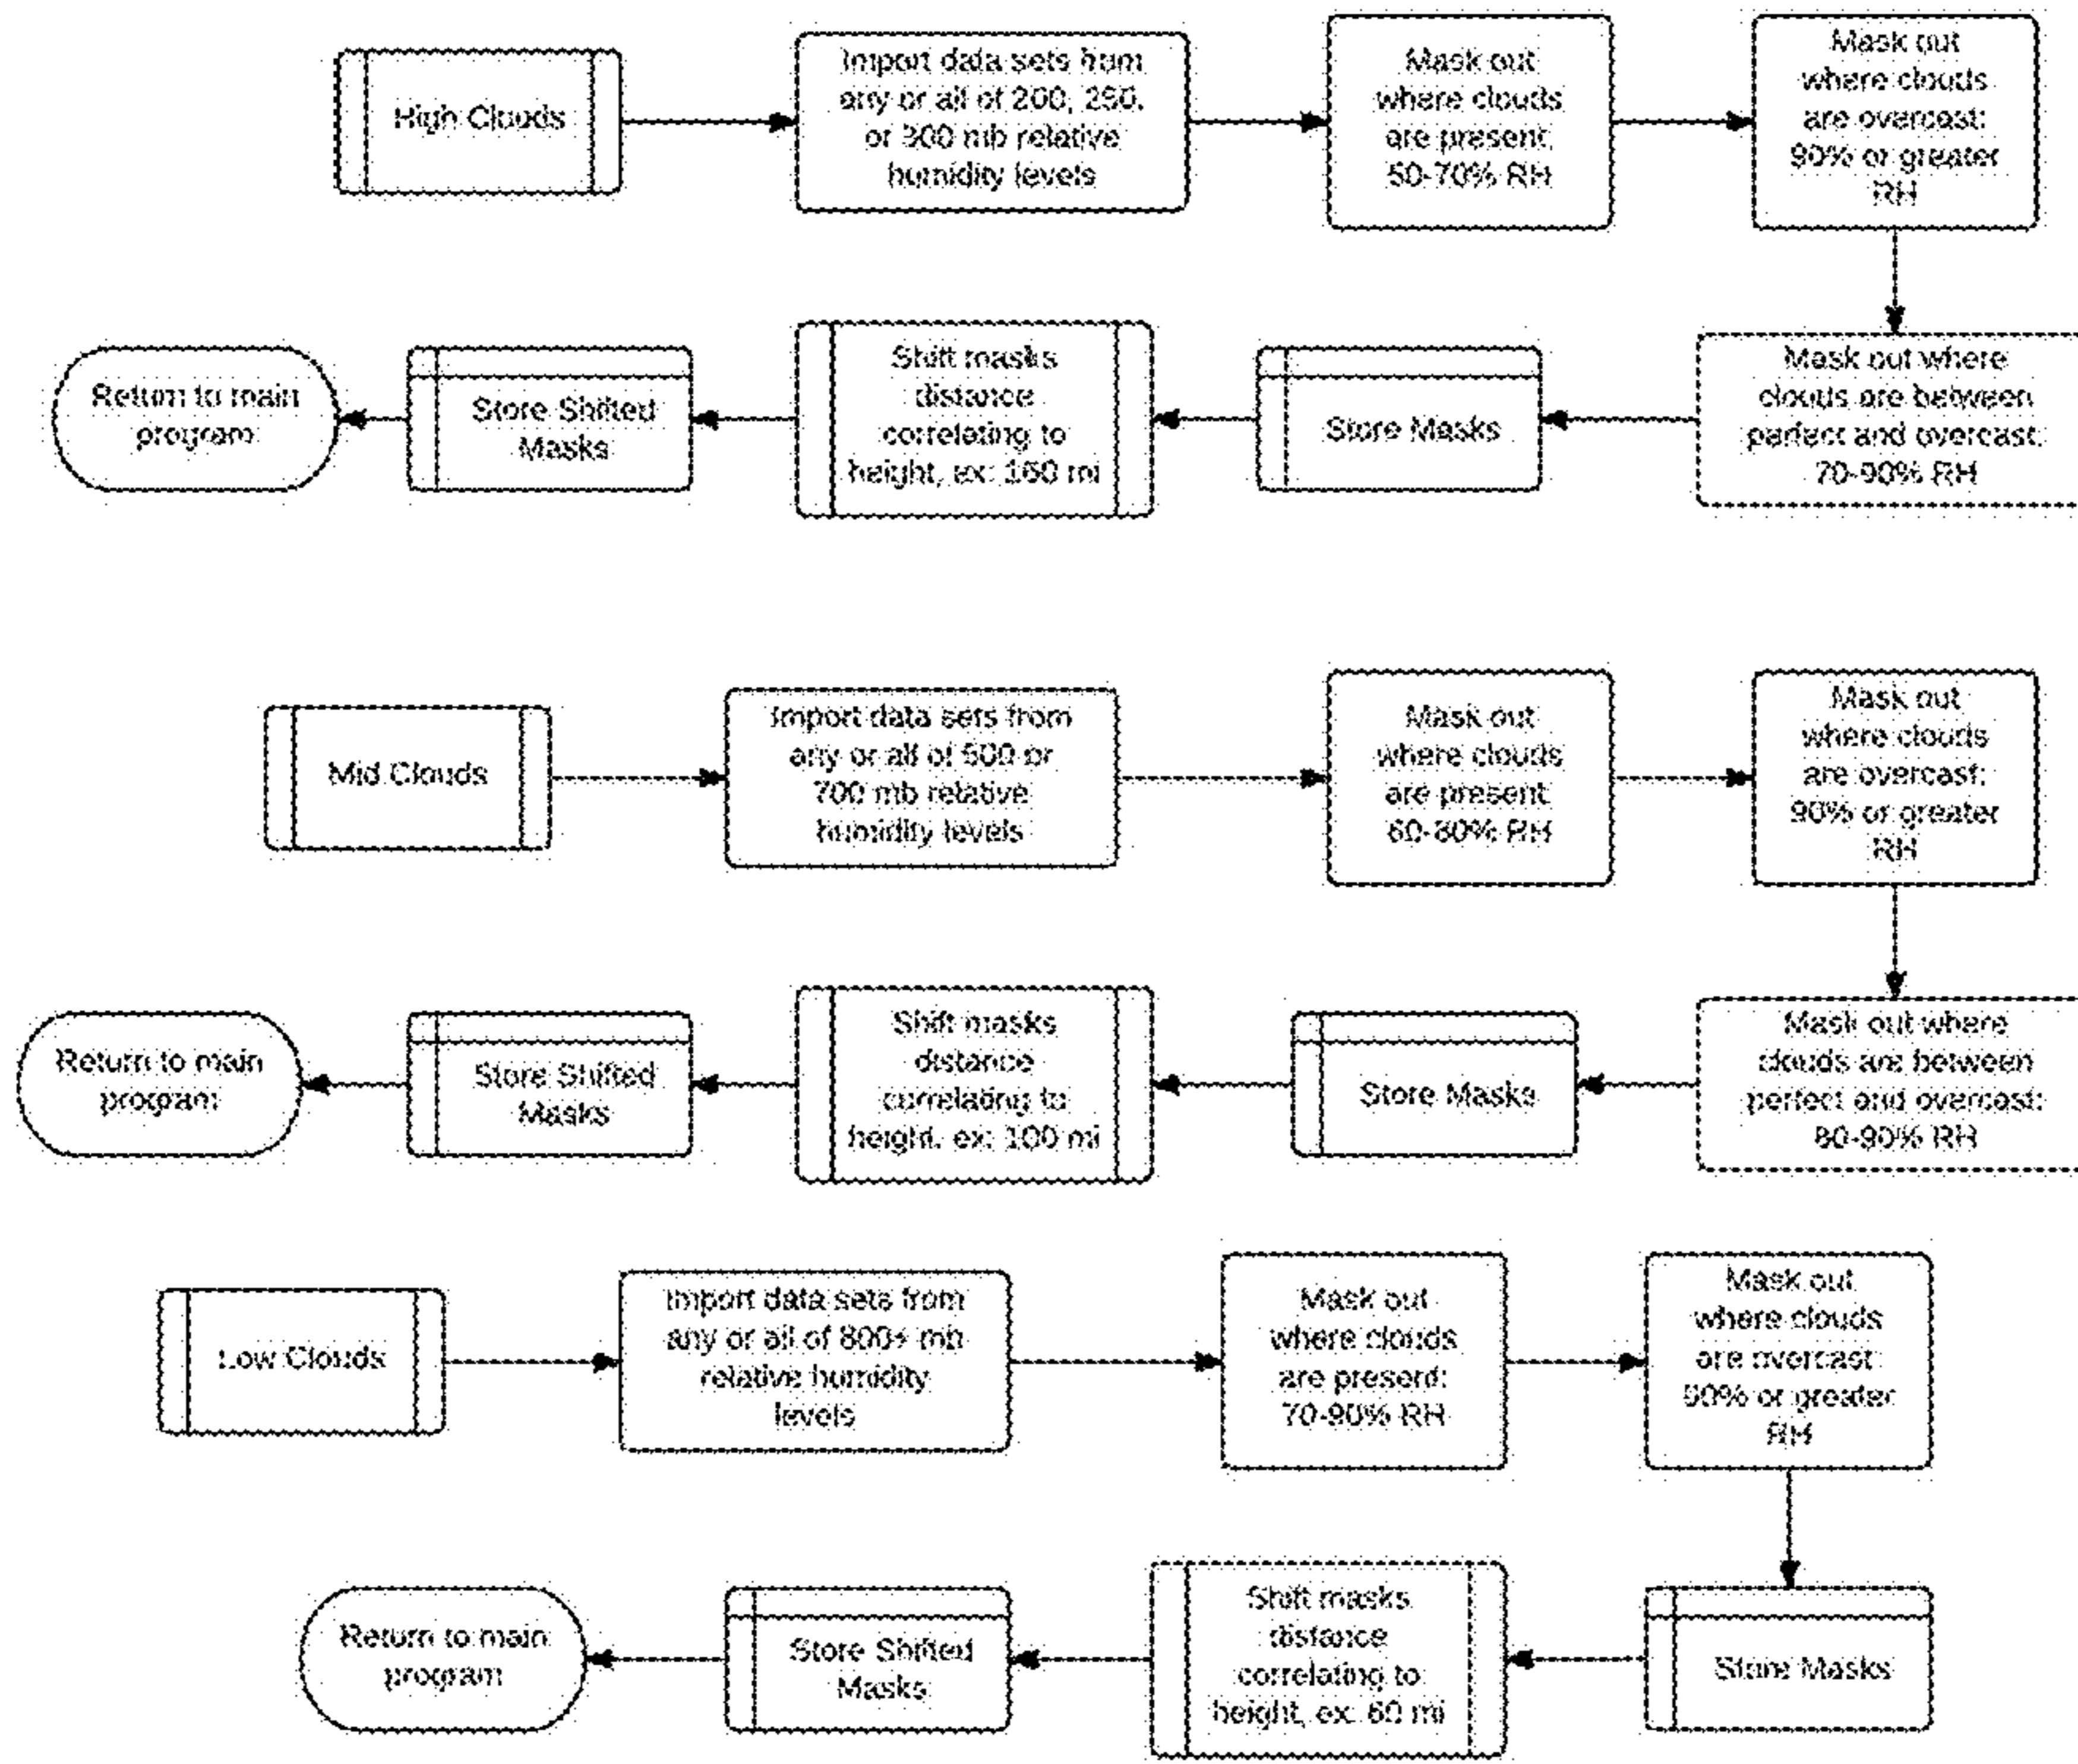 High Clouds
Import data sets from
any or all of 200, 250,
or 300 mb relative
humidity levels
Mask out
where clouds
are present:
50-70% RH
Mask out
where clouds
are overcast:
90% or greater
RH
Return to main
program
Store Shifted
Masks
Shift masks
distance
correlating to
height, ex: 160 mi
Store Masks
Mask out where
clouds are between
perfect and overcast:
70-90% RH
Mid Clouds
Import data sets from
any or all of 500 or
700 mb relative
humidity levels
Mask out
where clouds
are present:
60-80% RH
Mask out
where clouds
are overcast:
90% or greater
RH
Return to main
program
Store Shifted
Masks
Shift masks
distance
correlating to
height, ex: 100 mi
Store Masks
Mask out where
clouds are between
perfect and overcast:
80-90% RH
Low Clouds
Import data sets from
any or all of 800+ mb
relative humidity
levels
Mask out
where clouds
are present:
70-90% RH
Mask out
where clouds
are overcast:
90% or greater
RH
Return to main
program
Store Shifted
Masks
Shift masks
distance
correlating to
height, ex: 60 mi
Store Masks